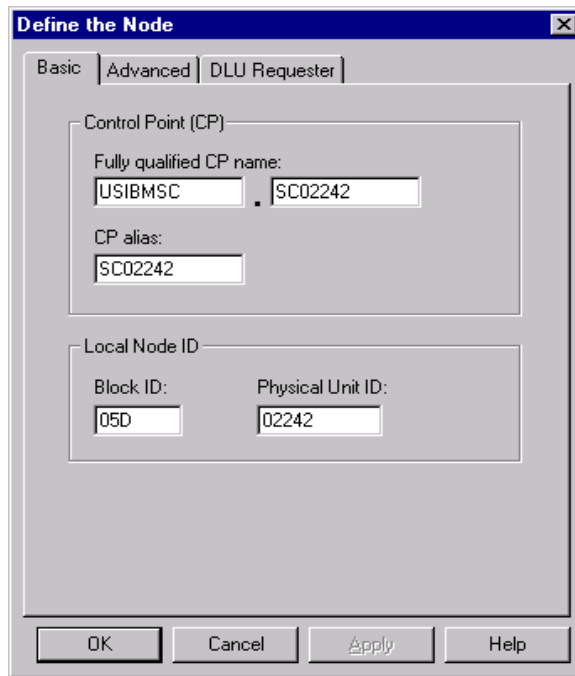 Define the Node
Basic Advanced DLU Requester
Control Point (CP)
Fully qualified CP name:
USIBMSC . SC02242
CP alias:
SC02242
Local Node ID
Block ID: Physical Unit ID:
05D 02242
OK Cancel Apply Help